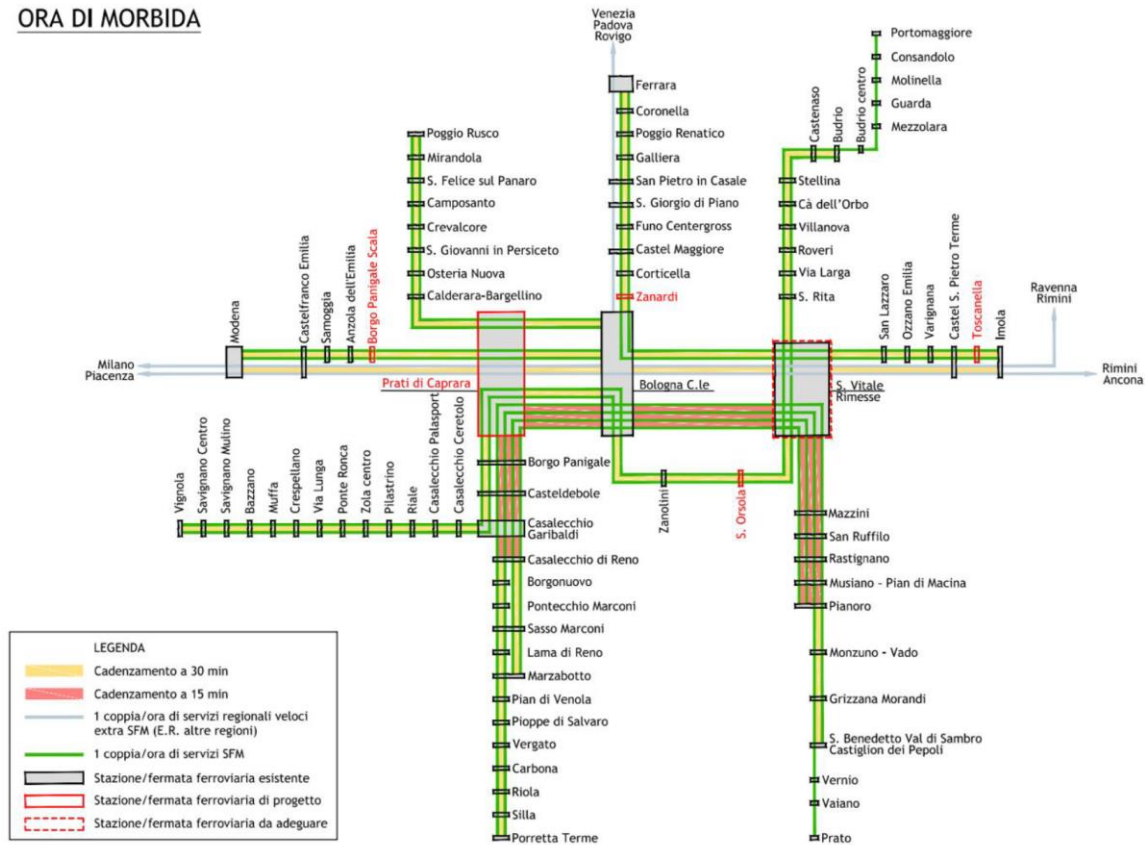 ORA DI MORBIDA
Venezia
Padova
Rovigo
Ferrara
Coronella
Poggio Renatico
Galliera
San Pietro in Casale
S. Giorgio di Piano
Funo Centergross
Castel Maggiore
Corticella
Zanardi
Portomaggiore
Consandolo
Molinella
Guarda
Mezzolara
Castenaso
Budrio
Budrio centro
Stellina
Cà dell'Orbo
Villanova
Roveri
Via Larga
S. Rita
Poggio Rusco
Mirandola
S. Felice sul Panaro
Camposanto
Crevalcore
S. Giovanni in Persiceto
Osteria Nuova
Calderara-Bargellino
Modena
Castelfranco Emilia
Samoggia
Anzola dell'Emilia
Borgo Panigale Scala
San Lazzaro
Ozzano Emilia
Varignana
Castel S. Pietro Terme
Toscanella
Imola
Ravenna
Rimini
Milano
Piacenza
Prati di Caprara
Bologna C.le
S. Vitale
Rimesse
Rimini
Ancona
Vignola
Savignano Centro
Savignano Mulino
Bazzano
Muffa
Crespellano
Via Lunga
Ponte Ronca
Zola centro
Pilastrino
Riale
Casalecchio Palasport
Casalecchio Ceretolo
Borgo Panigale
Casteldebole
Casalecchio
Garibaldi
Casalecchio di Reno
Borgonuovo
Pontecchio Marconi
Sasso Marconi
Lama di Reno
Marzabotto
Pian di Venola
Pioppe di Salvaro
Vergato
Carbona
Riola
Silla
Porretta Terme
Zanolini
S. Orsola
Mazzini
San Ruffilo
Rastignano
Musiano - Pian di Macina
Pianoro
Monzuno - Vado
Grizzana Morandi
S. Benedetto Val di Sambro
Castiglion dei Pepoli
Vernio
Vaiano
Prato
LEGENDA
Cadenzamento a 30 min
Cadenzamento a 15 min
1 coppia/ora di servizi regionali veloci
extra SFM (E.R. altre regioni)
1 coppia/ora di servizi SFM
Stazione/fermata ferroviaria esistente
Stazione/fermata ferroviaria di progetto
Stazione/fermata ferroviaria da adeguare